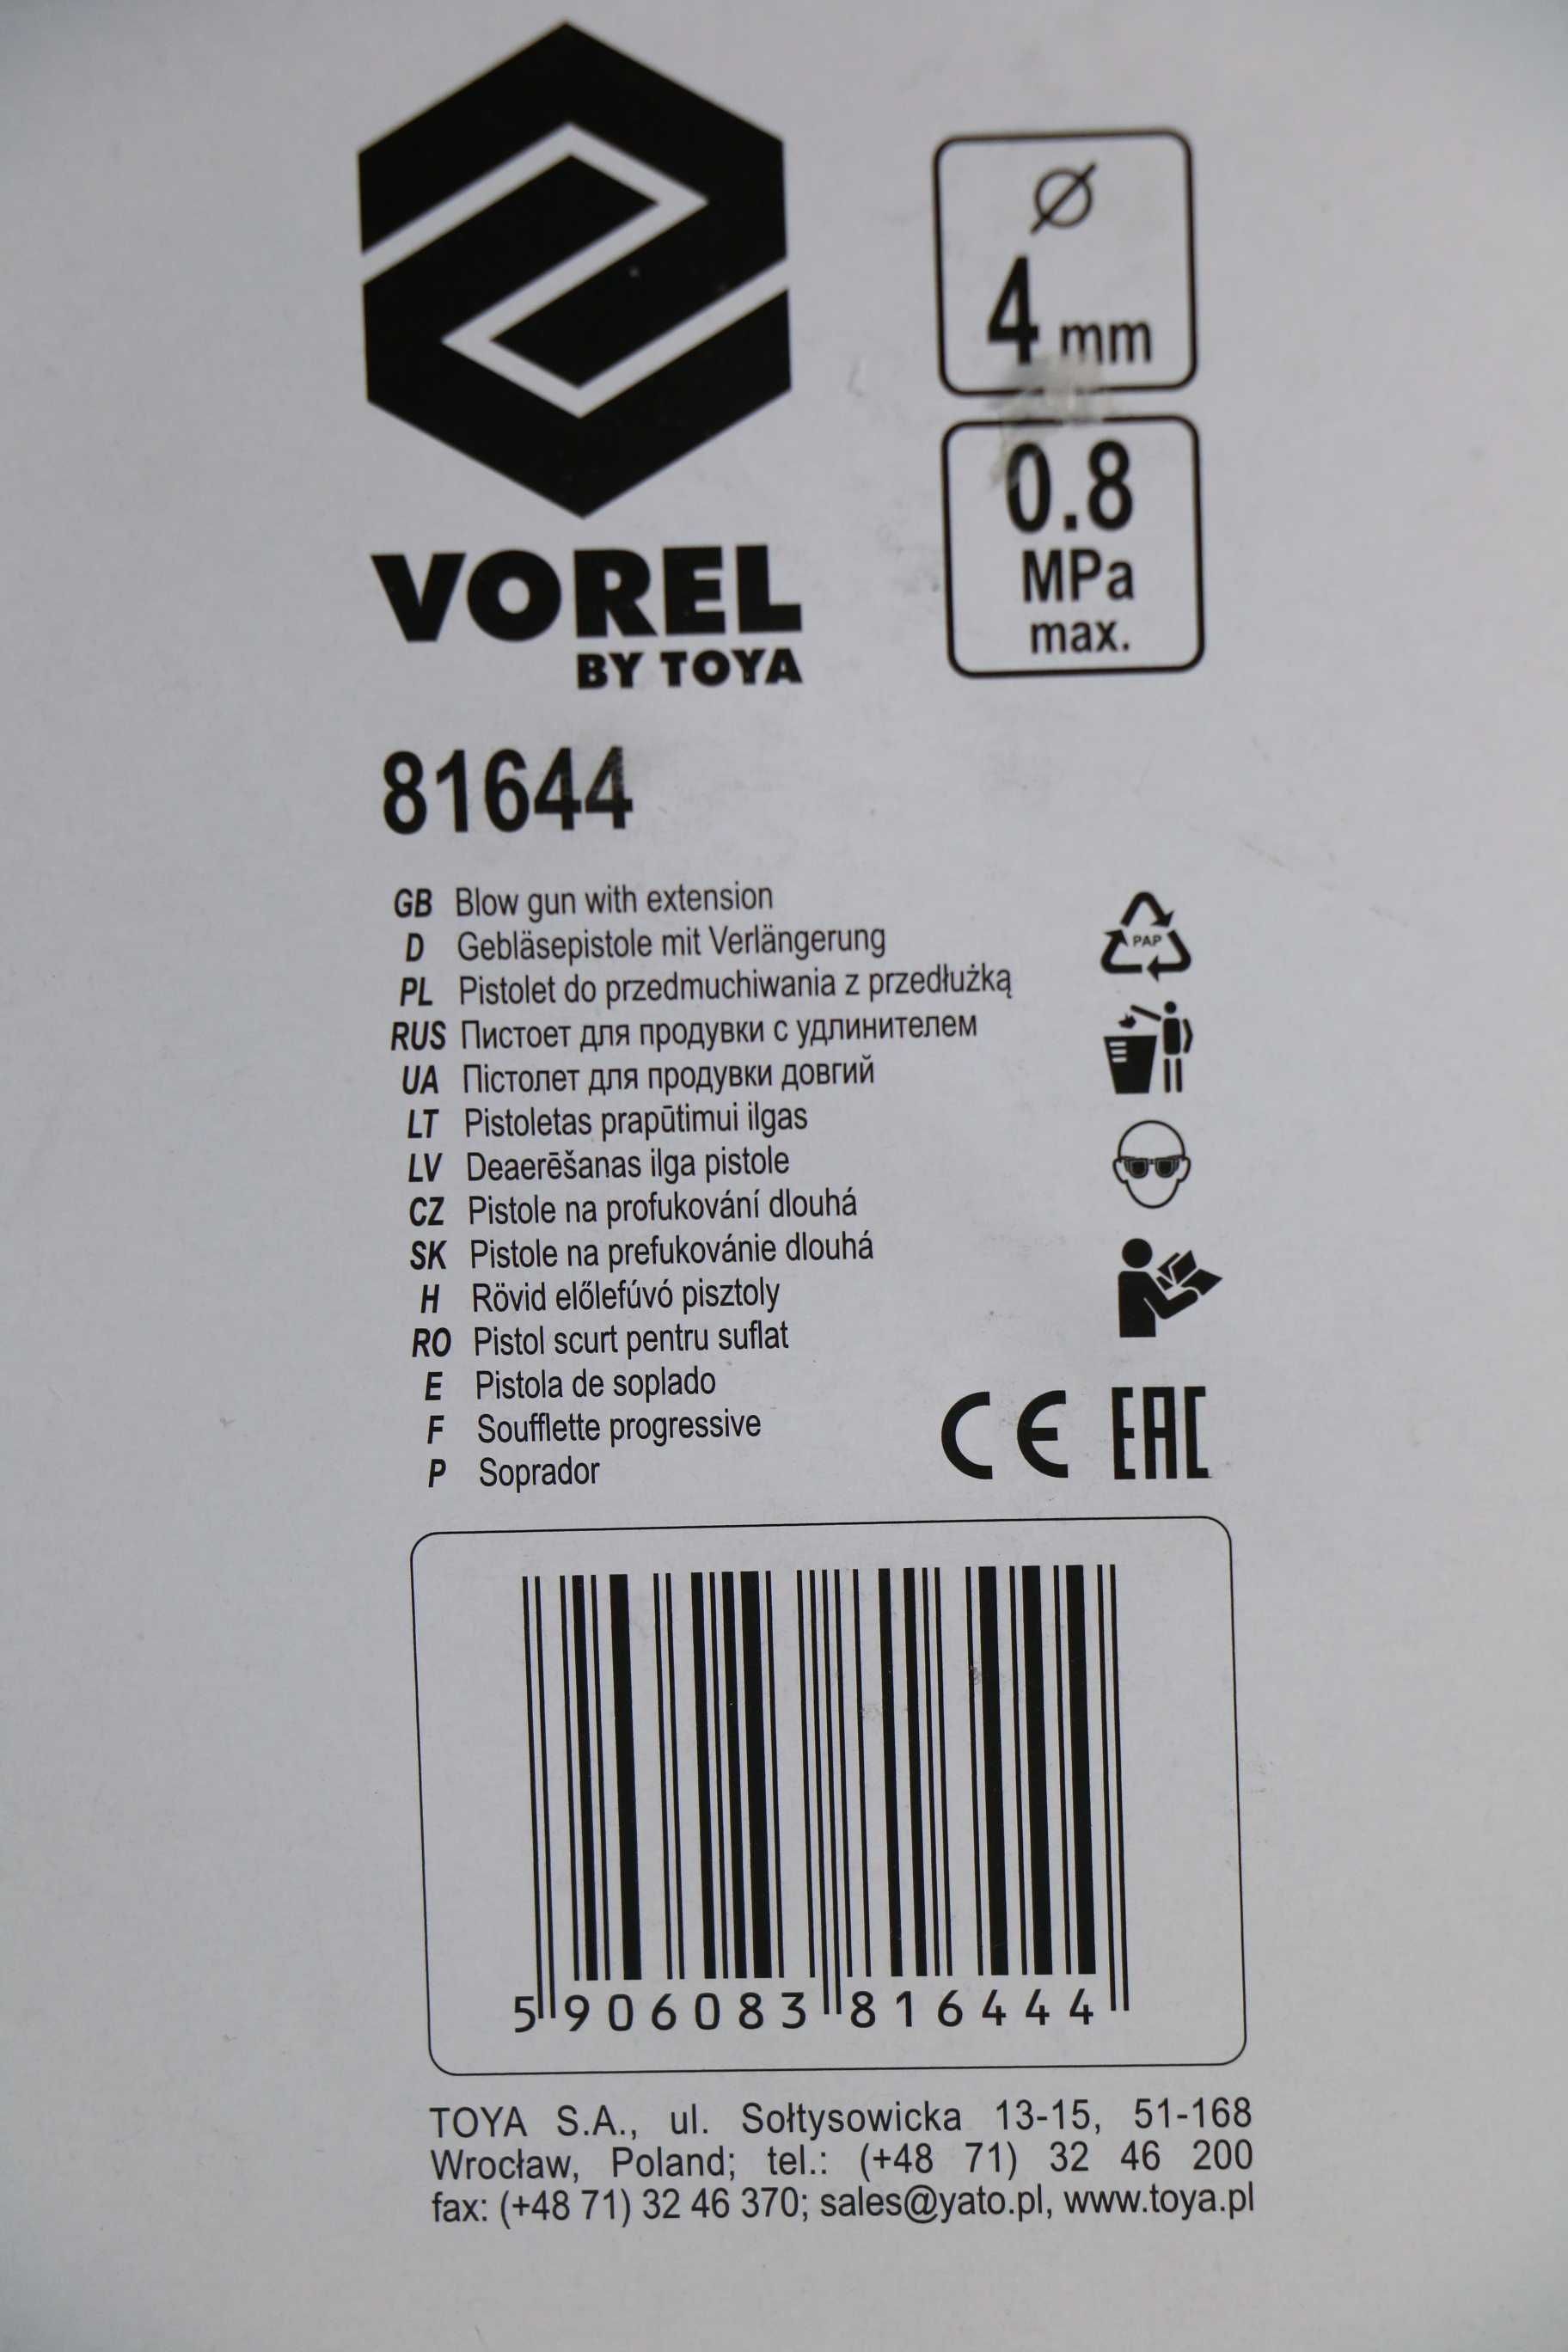 Ø
4 mm
0.8
MPa
max.
VOREL
BY TOYA
81644
GB Blow gun with extension
D Gebläsepistole mit Verlängerung
PL Pistolet do przedmuchiwania z przedłużką
RUS Пистоет для продувки с удлинителем
UA Пістолет для продувки довгий
LT Pistoletas prapūtimui ilgas
LV Deaerēšanas ilga pistole
CZ Pistole na profukování dlouhá
SK Pistole na prefukovánie dlouhá
H Rövid előlefúvó pisztoly
RO Pistol scurt pentru suflat
E Pistola de soplado
F Soufflette progressive
P Soprador
PAP
CE EAC
5 906083 816444
TOYA S.A., ul. Sołtysowicka 13-15, 51-168
Wrocław, Poland; tel.: (+48 71) 32 46 200
fax: (+48 71) 32 46 370; sales@yato.pl, www.toya.pl